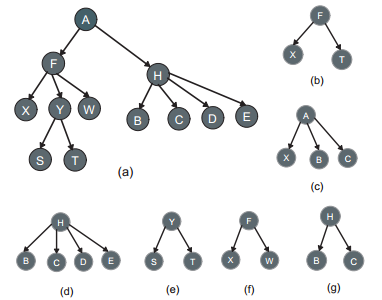 A
F H
X Y W
B C D E
S T
(a)
F
X T
(b)
A
X B C
(c)
H
B C D E
(d)
Y
S T
(e)
F
X W
(f)
H
B C
(g)